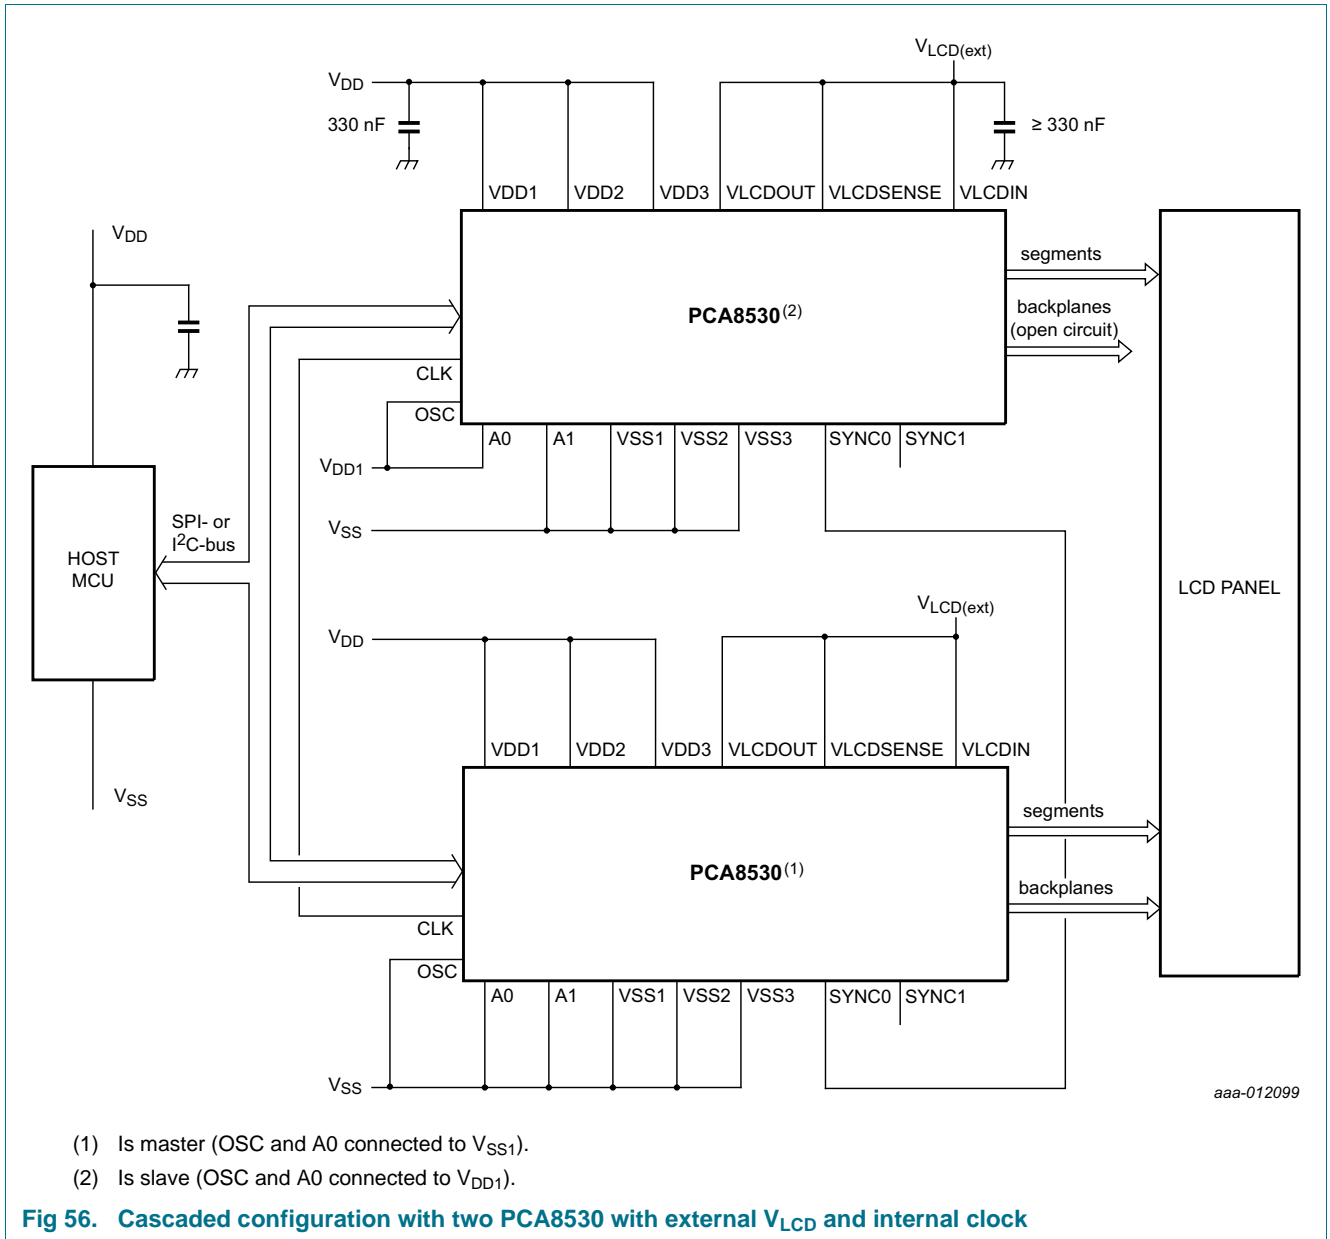 VLCD(ext)
VDD
330 nF
≥ 330 nF
VDD1 VDD2 VDD3 VLCDOUT VLCDSENSE VLCDIN
VDD
segments
backplanes
(open circuit)
PCA8530(2)
CLK
OSC
A0 A1 VSS1 VSS2 VSS3 SYNC0 SYNC1
VDD1
VSS
SPI- or
I2C-bus
HOST
MCU
LCD PANEL
VLCD(ext)
VDD
VDD1 VDD2 VDD3 VLCDOUT VLCDSENSE VLCDIN
VSS
segments
PCA8530(1)
backplanes
CLK
OSC
A0 A1 VSS1 VSS2 VSS3 SYNC0 SYNC1
VSS
aaa-012099
(1) Is master (OSC and A0 connected to VSS1).
(2) Is slave (OSC and A0 connected to VDD1).
Fig 56. Cascaded configuration with two PCA8530 with external VLCD and internal clock